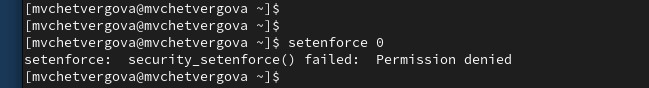 [mvchetvergova@mvchetvergova ~]$
[mvchetvergova@mvchetvergova ~]$
[mvchetvergova@mvchetvergova ~]$ setenforce 0
setenforce:  security_setenforce() failed:  Permission denied
[mvchetvergova@mvchetvergova ~]$